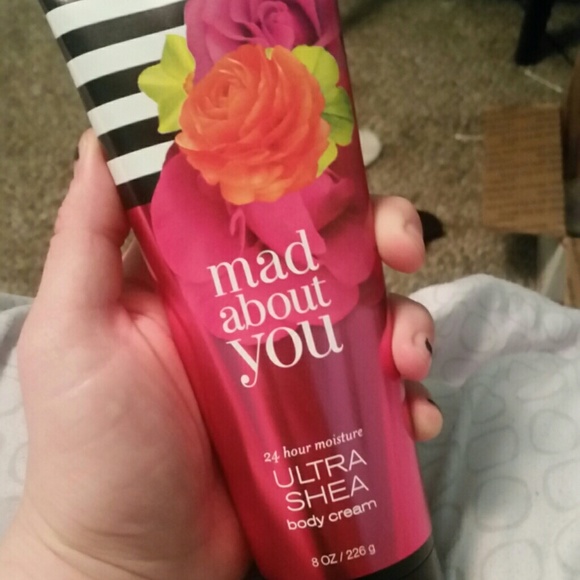 mad
about
you
24 hour moisture
ULTRA
SHEA
body cream
8 OZ / 226 g